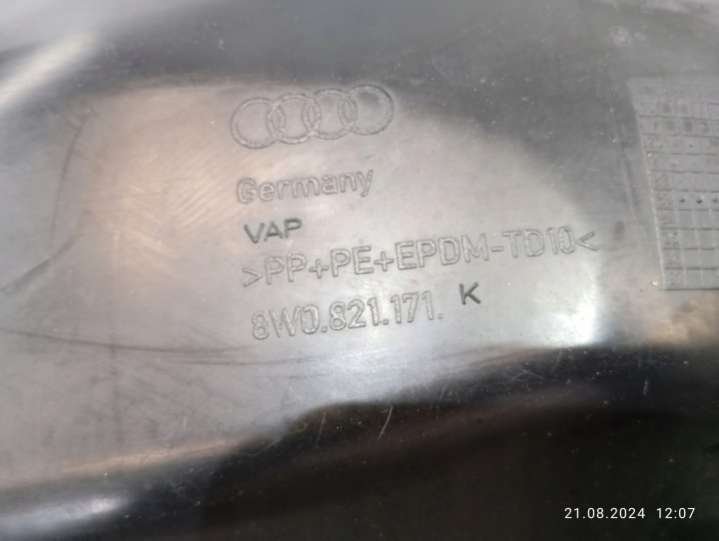 Germany
VAP
>PP+PE+EPDM-TD10<
8W0.821.171. K
21.08.2024 12:07